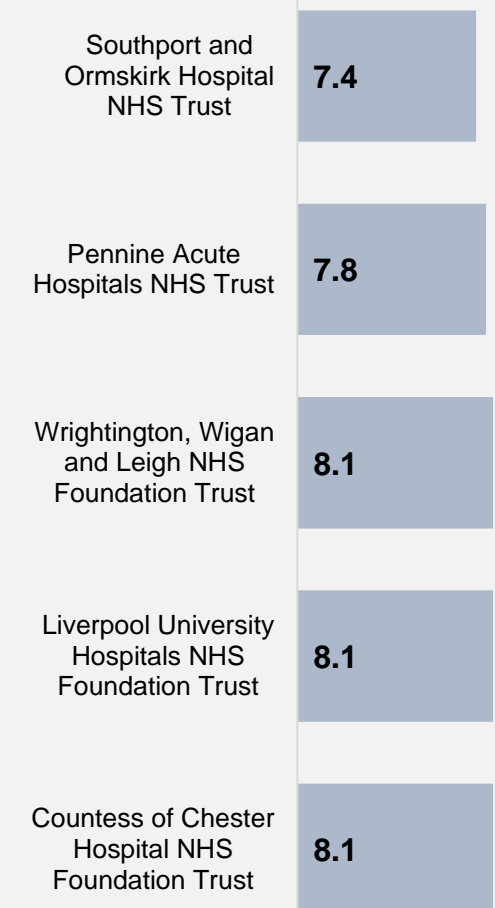 Southport and
Ormskirk Hospital
NHS Trust
7.4
Pennine Acute
Hospitals NHS Trust
7.8
Wrightington, Wigan
and Leigh NHS
Foundation Trust
8.1
Liverpool University
Hospitals NHS
Foundation Trust
8.1
Countess of Chester
Hospital NHS
Foundation Trust
8.1